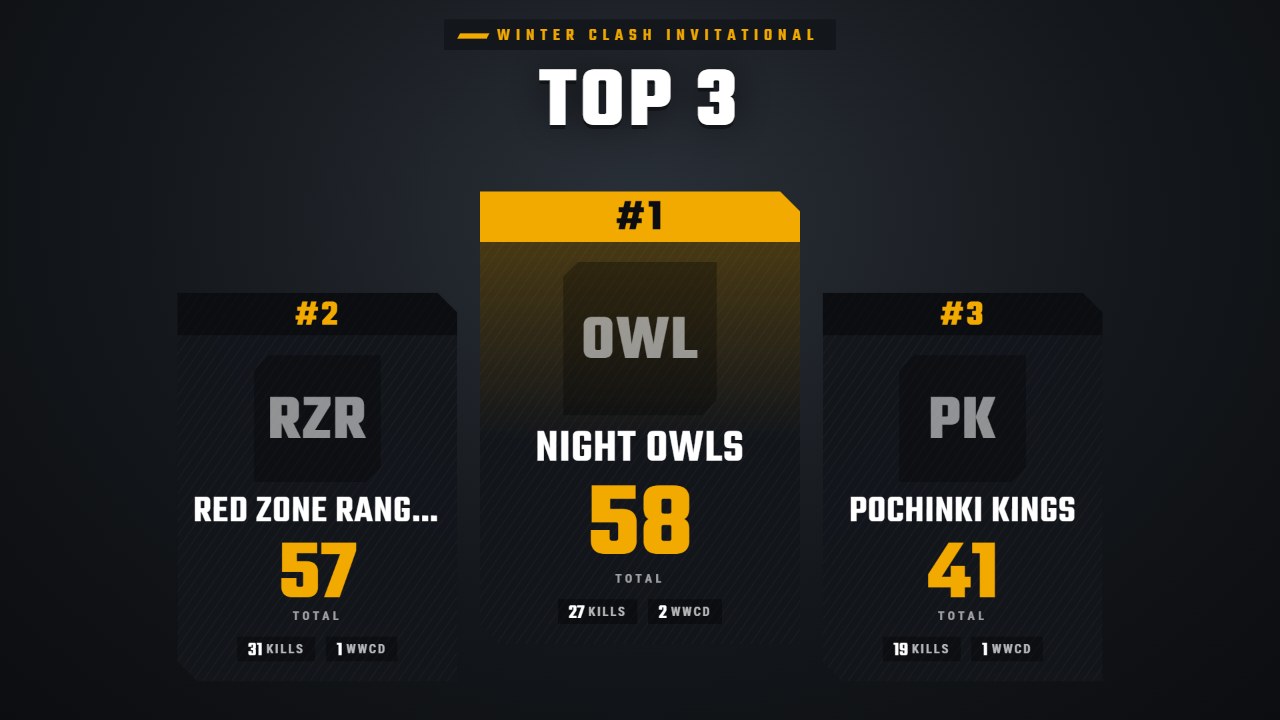 WINTER CLASH INVITATIONAL
TOP 3
#2
RZR
RED ZONE RANG...
57
TOTAL
31 KILLS
1 WWCD
#1
OWL
NIGHT OWLS
58
TOTAL
27 KILLS
2 WWCD
#3
PK
POCHINKI KINGS
41
TOTAL
19 KILLS
1 WWCD